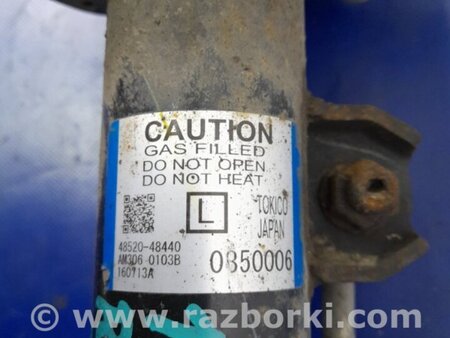 CAUTION
GAS FILLED
DO NOT OPEN
DO NOT HEAT
L
TOKICO
JAPAN
48520-48440
AM306 0103B
160713A
0850006
www.razborki.com